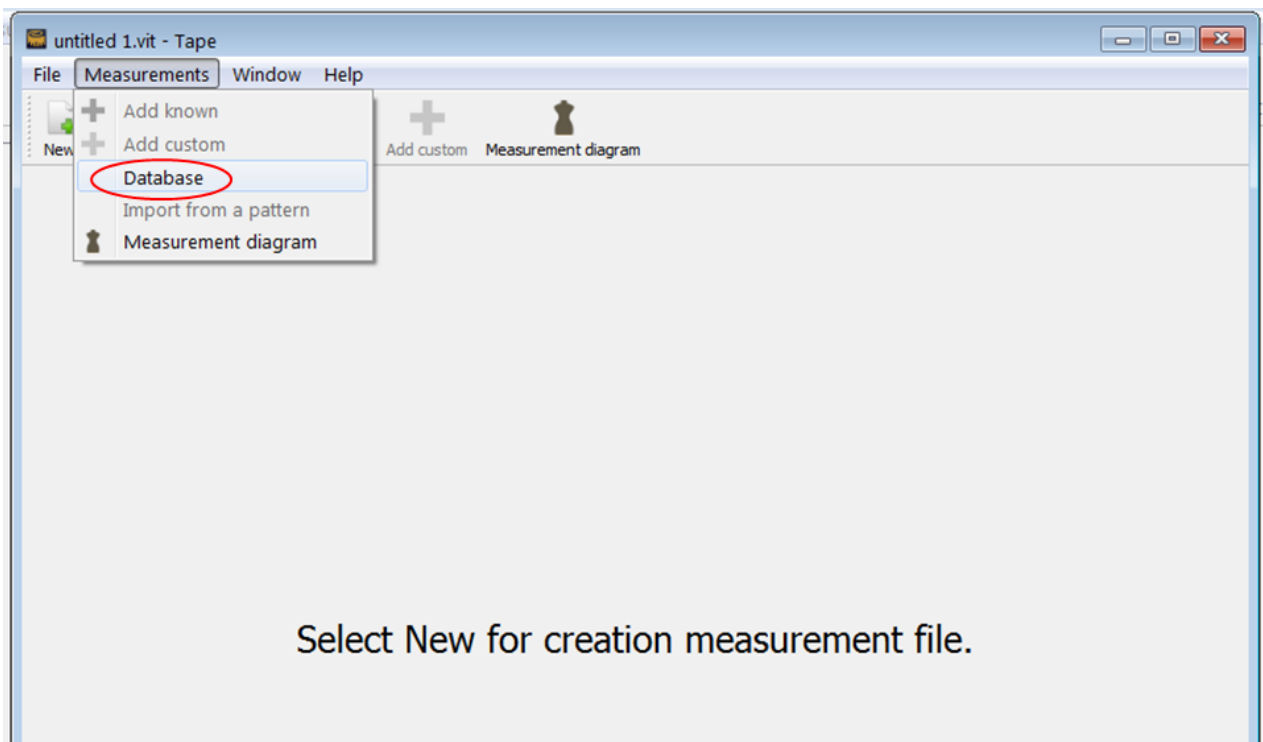 untitled 1.vit - Tape
File Measurements Window Help
New
Add custom
Measurement diagram
Add known
Add custom
Database
Import from a pattern
Measurement diagram
Select New for creation measurement file.